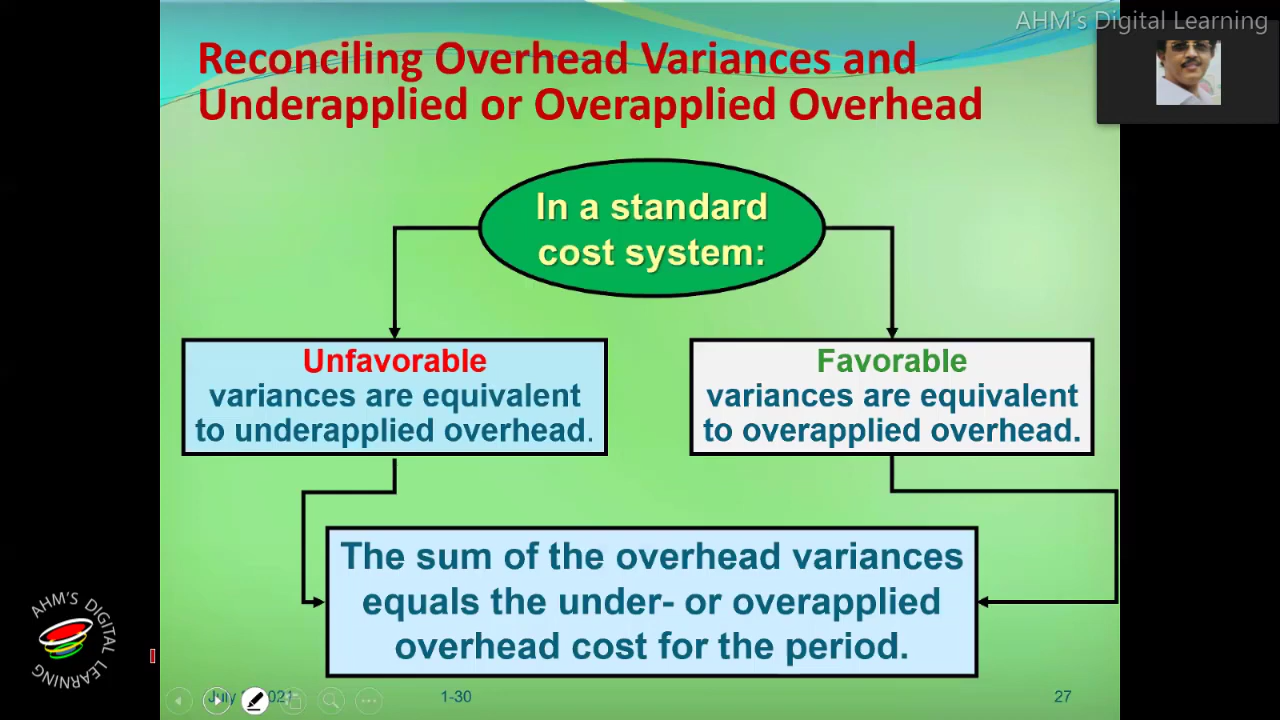 AHM's Digital Learning
Reconciling Overhead Variances and
Underapplied or Overapplied Overhead
In a standard
cost system:
Unfavorable
variances are equivalent
to underapplied overhead.
Favorable
variances are equivalent
to overapplied overhead.
The sum of the overhead variances
equals the under- or overapplied
overhead cost for the period.
AHM'S DIGITAL LEARNING
July 2021
1-30
27